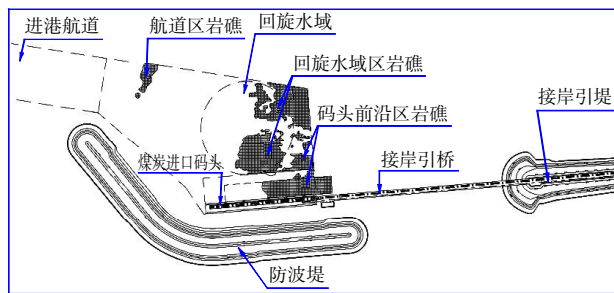 进港航道
航道区岩礁
回旋水域
回旋水域区岩礁
码头前沿区岩礁
接岸引堤
煤炭进口码头
接岸引桥
防波堤